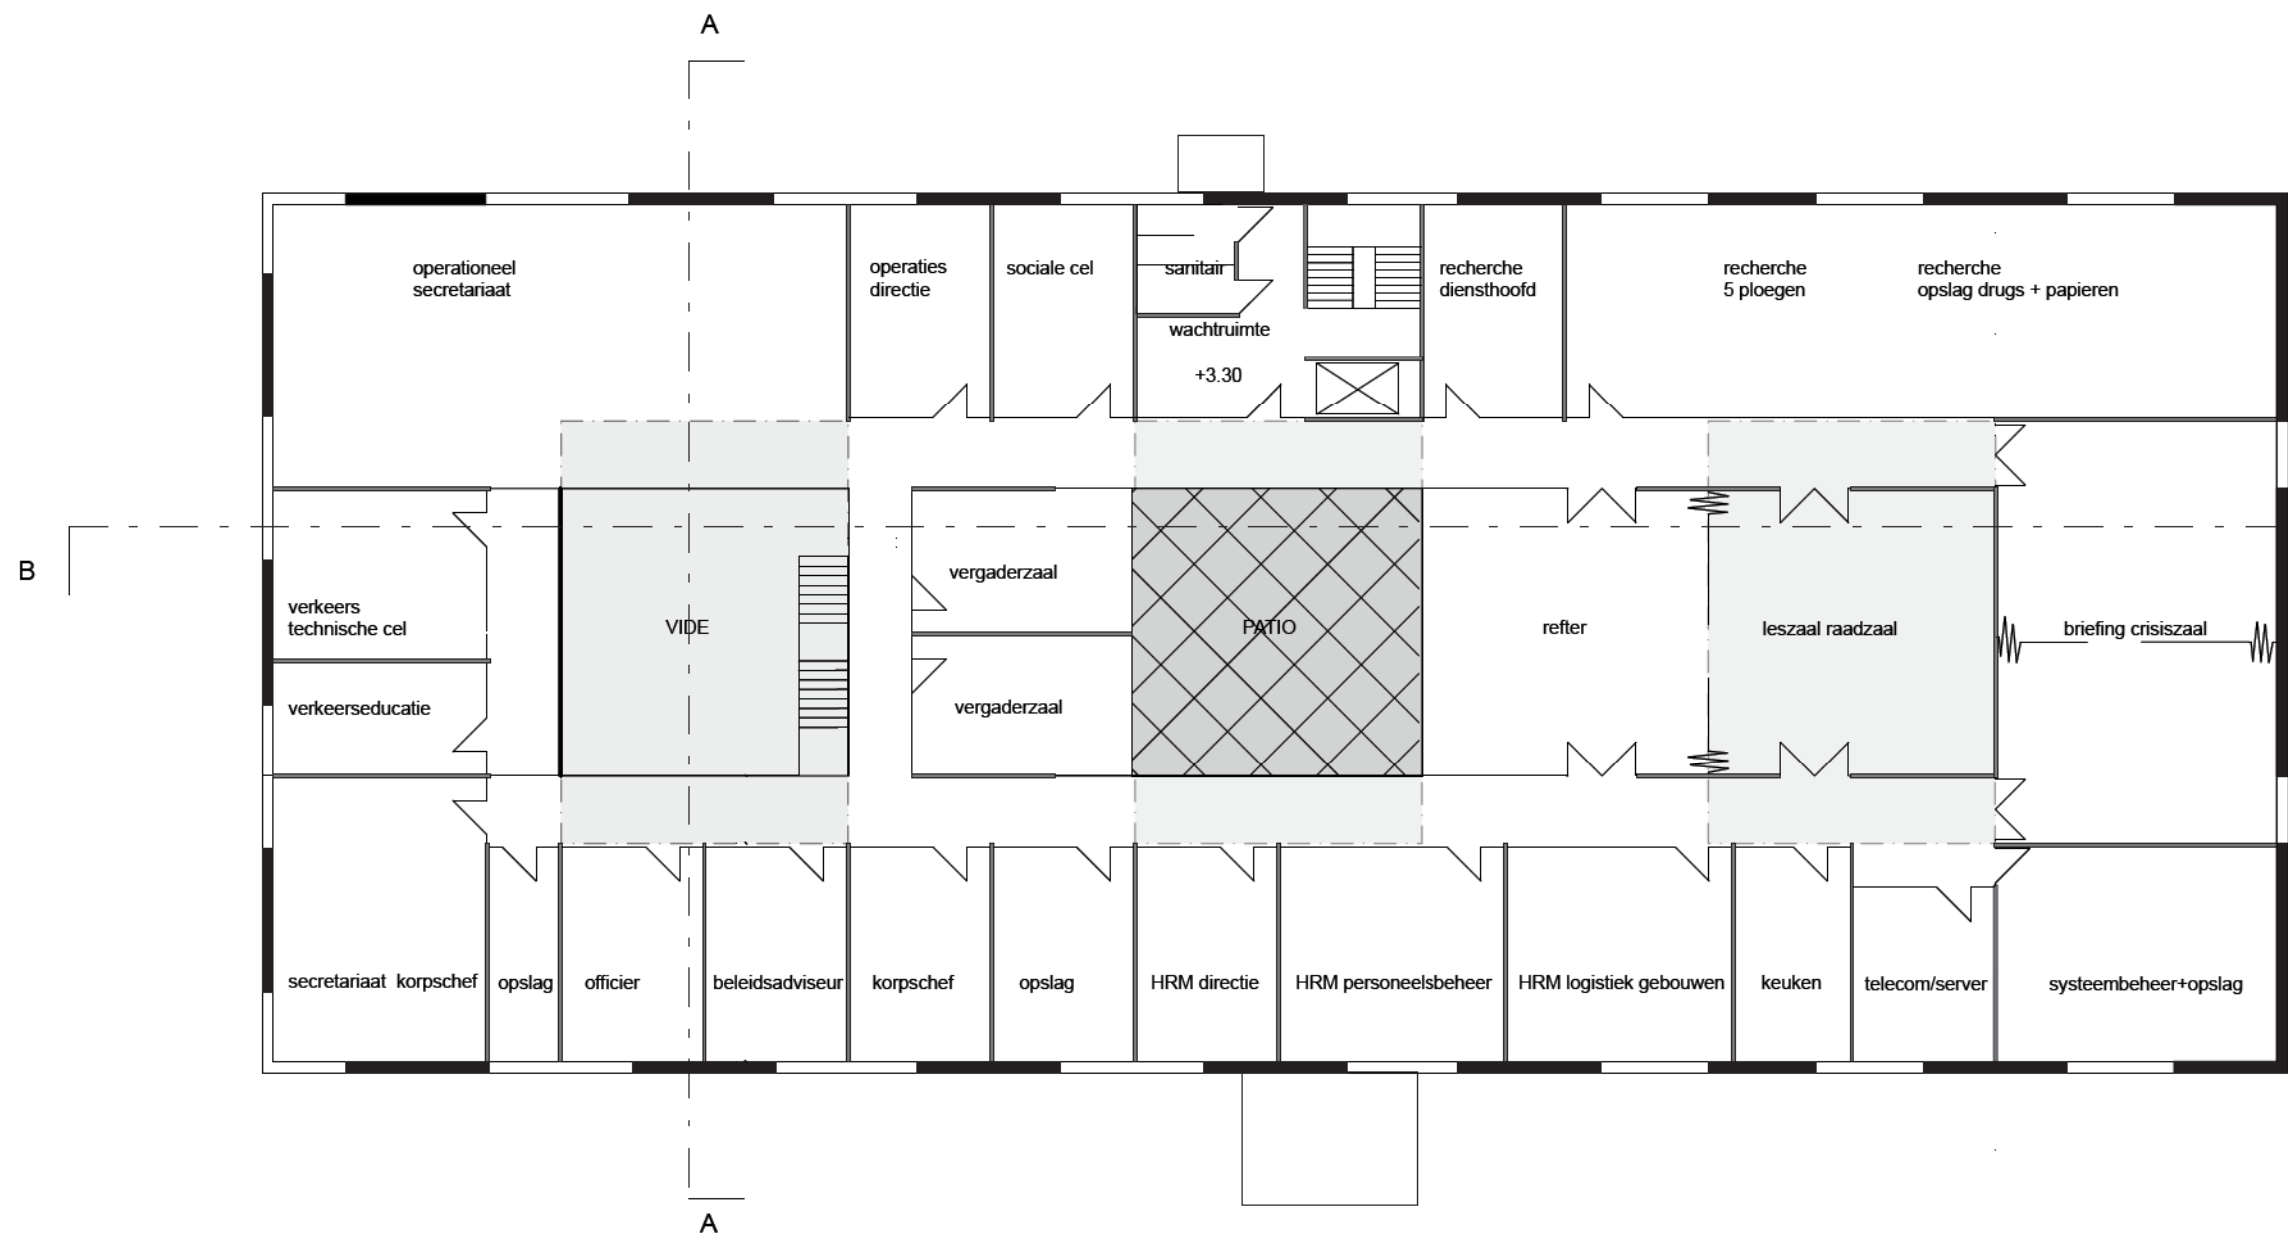 A
operationeel
secretariaat
operaties
directie
sociale cel
sanitair
wachtruimte
+3.30
recherche
diensthoofd
recherche
5 ploegen
recherche
opslag drugs + papieren
B
verkeers
technische cel
verkeerseducatie
VIDE
vergaderzaal
vergaderzaal
PATIO
refter
leszaal raadzaal
briefing crisiszaal
secretariaat korpschef
opslag
officier
beleidsadviseur
korpschef
opslag
HRM directie
HRM personeelsbeheer
HRM logistiek gebouwen
keuken
telecom/server
systeembeheer+opslag
A